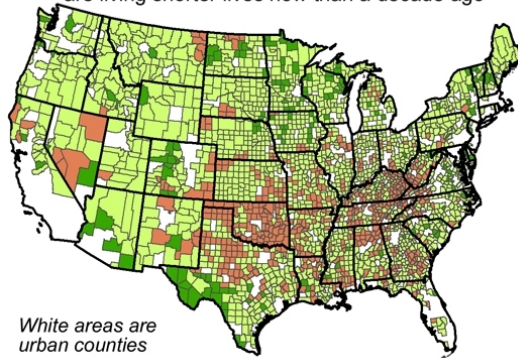 are living shorter lives now than a decade ago
White areas are
urban counties